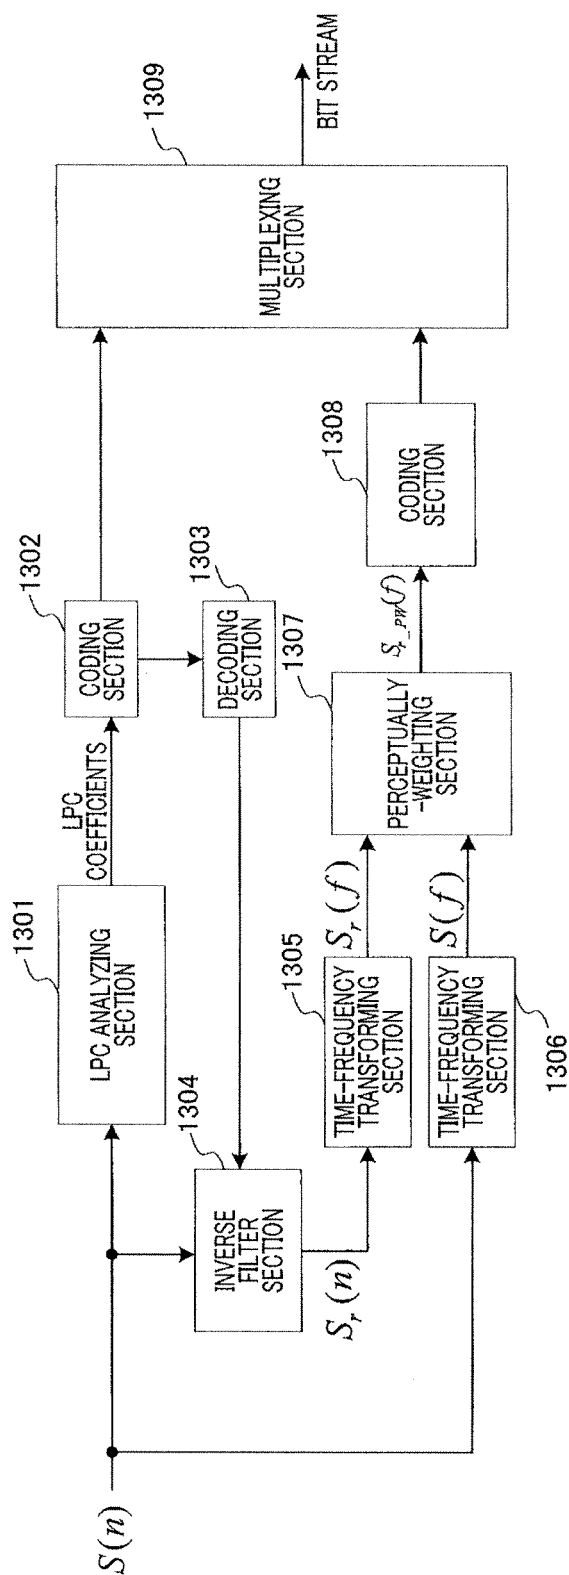 S(n)
1301
LPC ANALYZING
SECTION
LPC
COEFFICIENTS
1302
CODING
SECTION
1303
DECODING
SECTION
1304
INVERSE
FILTER
SECTION
S_r(n)
1305
TIME-FREQUENCY
TRANSFORMING
SECTION
S_r(f)
TIME-FREQUENCY
TRANSFORMING
SECTION
1306
S(f)
1307
PERCEPTUALLY
-WEIGHTING
SECTION
S_{r_PW}(f)
1308
CODING
SECTION
1309
MULTIPLEXING
SECTION
BIT STREAM